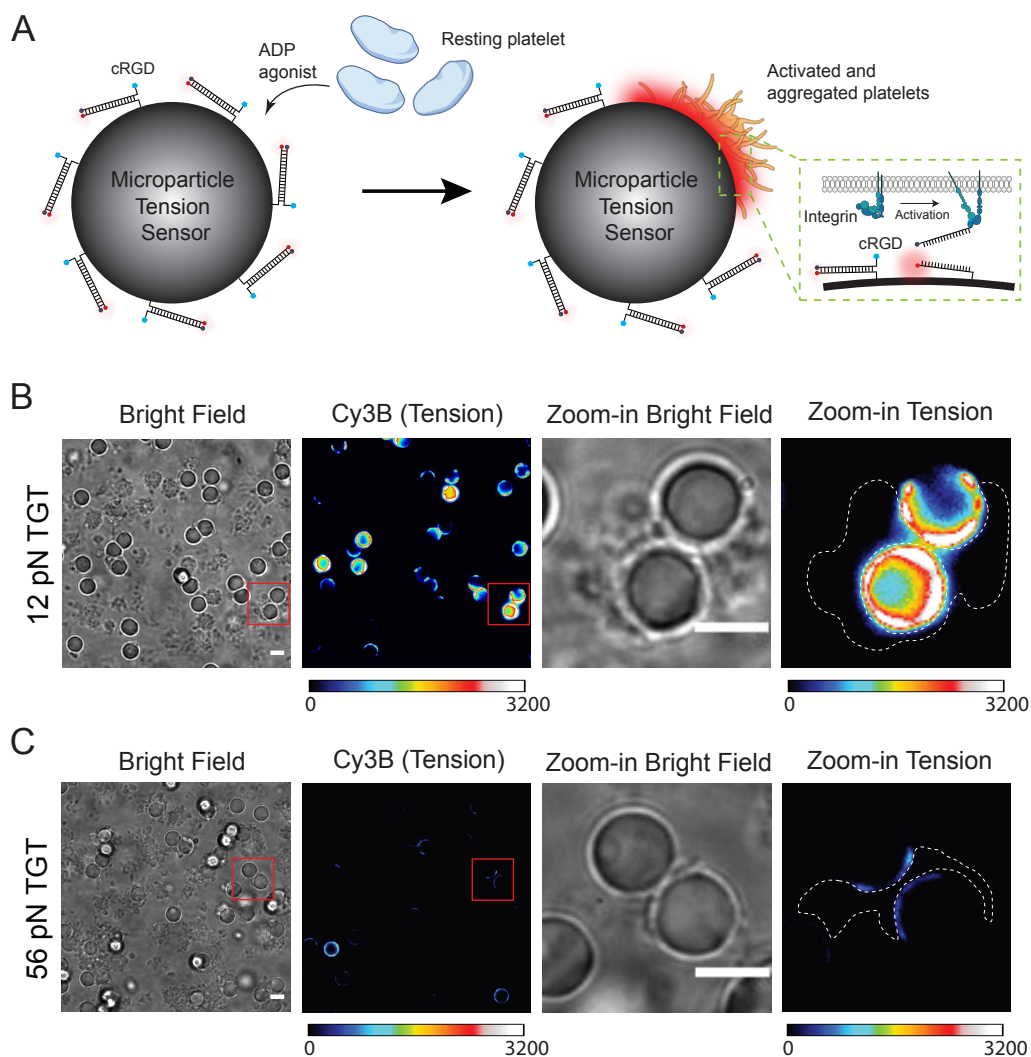 A
cRGD
ADP
agonist
Resting platelet
Activated and
aggregated platelets
Microparticle
Tension
Sensor
Microparticle
Tension
Sensor
Integrin
Activation
cRGD
B
Bright Field
Cy3B (Tension)
Zoom-in Bright Field
Zoom-in Tension
12 pN TGT
0
3200
0
3200
C
Bright Field
Cy3B (Tension)
Zoom-in Bright Field
Zoom-in Tension
56 pN TGT
0
3200
0
3200